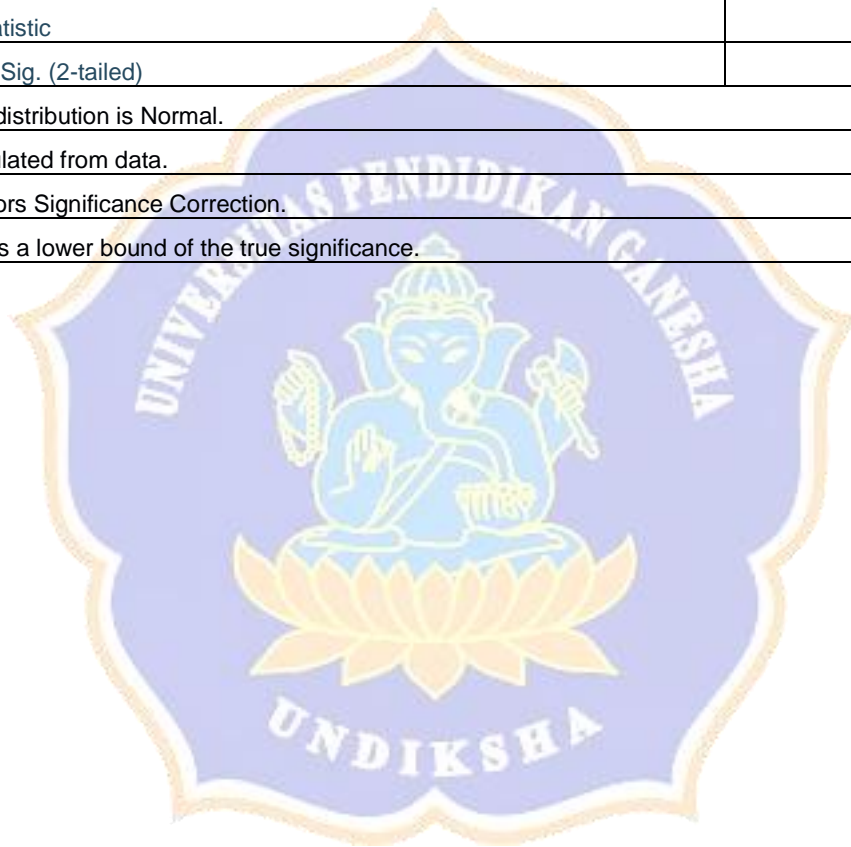 atistic
Sig. (2-tailed)
distribution is Normal.
ulated from data.
ors Significance Correction.
s a lower bound of the true significance.
UNIVERSITAS PENDIDIKAN GANESHA
UNDIKSHA